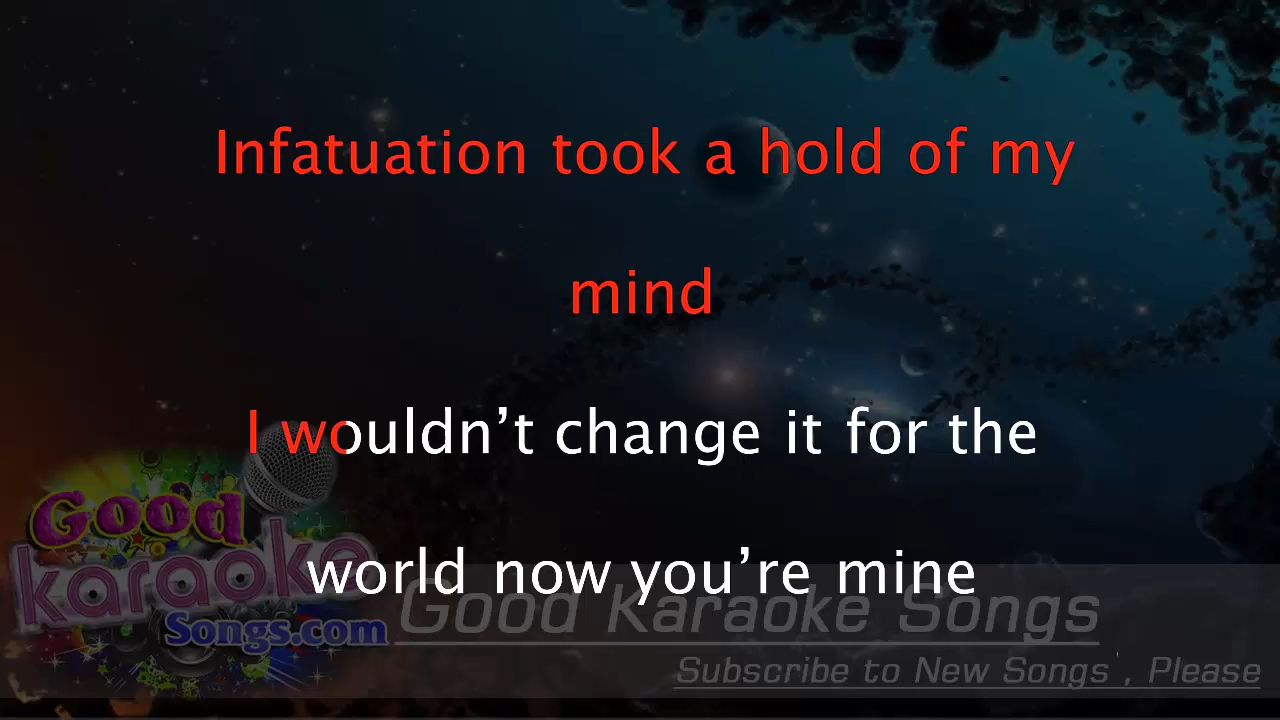 Infatuation took a hold of my
mind
I wouldn’t change it for the
world now you’re mine
Good
karaoke
Songs.com
Good Karaoke Songs
Subscribe to New Songs , Please